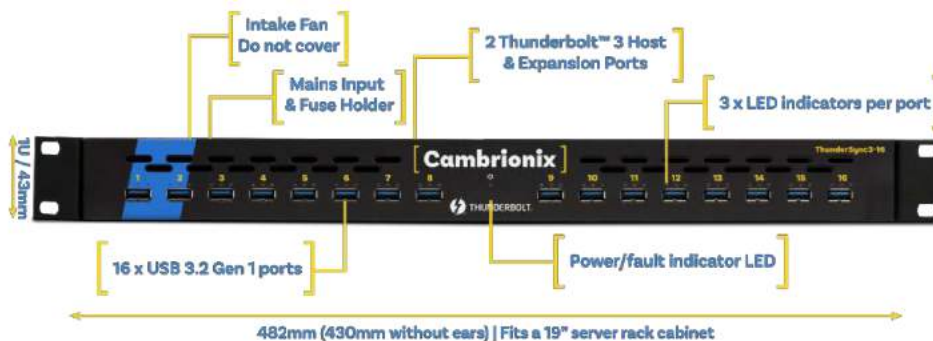 Intake Fan
Do not cover
Mains Input
& Fuse Holder
2 Thunderbolt™ 3 Host
& Expansion Ports
3 x LED indicators per port
1U / 43mm
[Cambrionix]
ThunderSync3-16
1 2 3 4 5 6 7 8 9 10 11 12 13 14 15 16
THUNDERBOLT.
16 x USB 3.2 Gen 1 ports
Power/fault indicator LED
482mm (430mm without ears) | Fits a 19" server rack cabinet